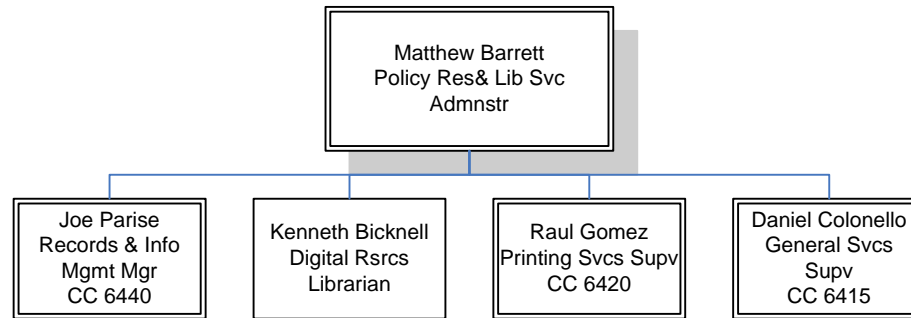 Matthew Barrett
Policy Res& Lib Svc
Admnstr
Joe Parise
Records & Info
Mgmt Mgr
CC 6440
Kenneth Bicknell
Digital Rsrcs
Librarian
Raul Gomez
Printing Svcs Supv
CC 6420
Daniel Colonello
General Svcs
Supv
CC 6415